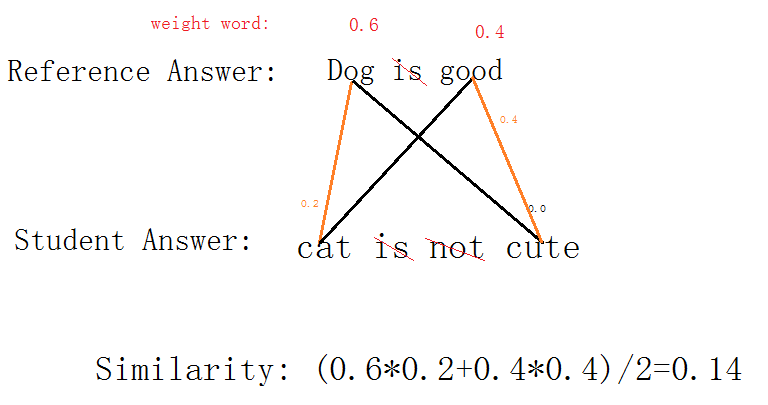 weight word: 0.6 0.4
Reference Answer: Dog is good
0.4
0.2 0.0
Student Answer: cat is not cute
Similarity: (0.6*0.2+0.4*0.4)/2=0.14